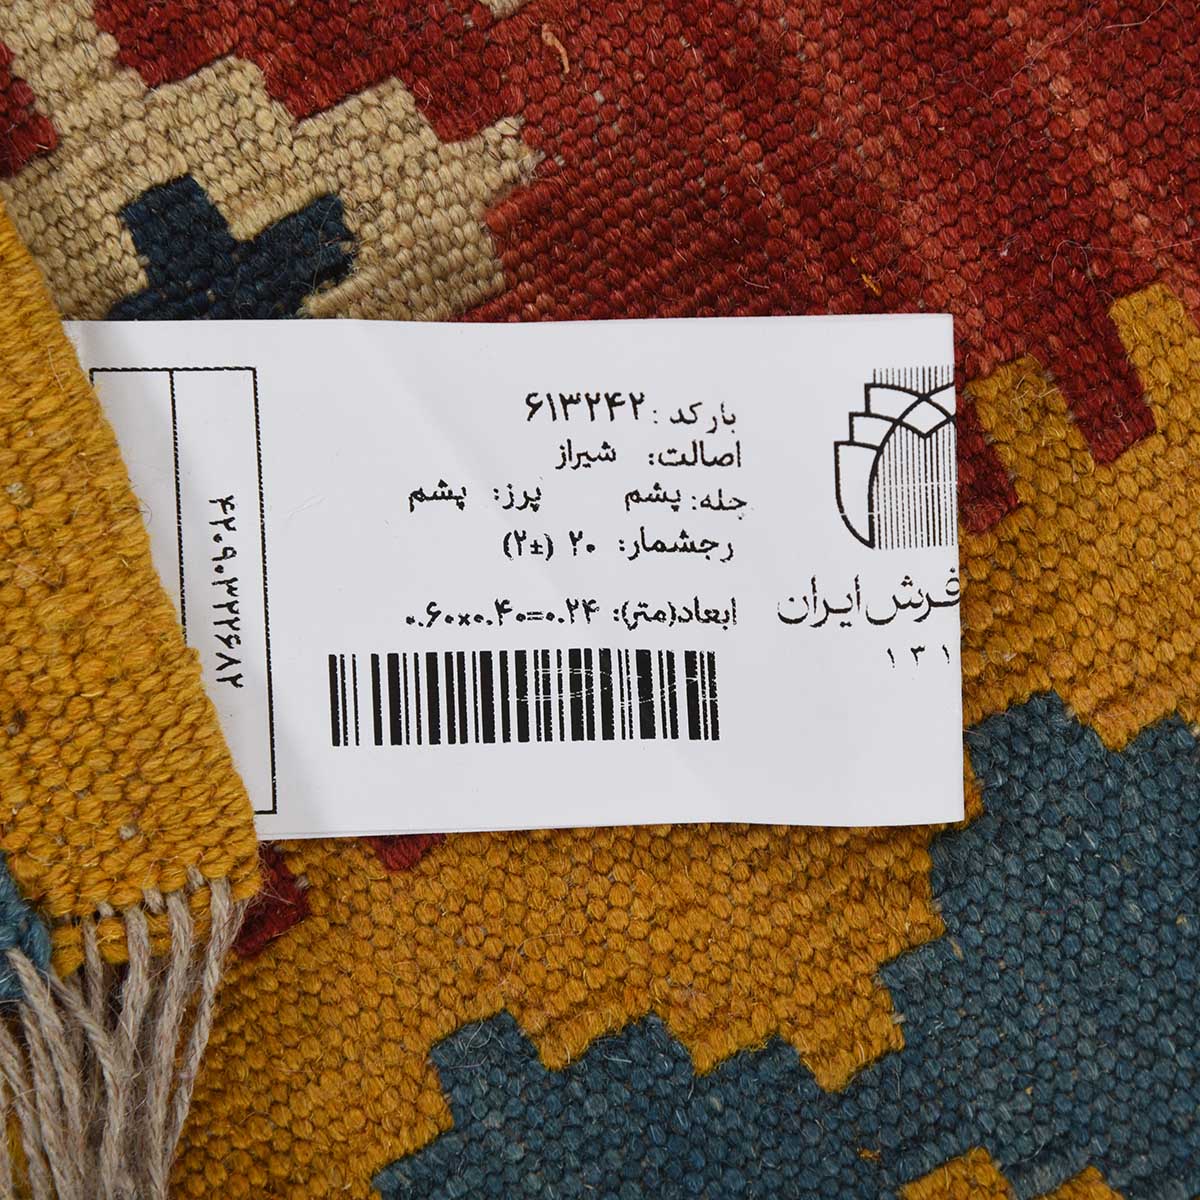 بارکد: ۶۱۳۲۴۲
اصالت: شیراز
چله: پشم پرز: پشم
رجشمار: ۲۰ (±۲)
ابعاد(متر): ۰.۶۰×۰.۴۰=۰.۲۴
فرش ایران
۱۳۱
۴۲۰۹۰۳۲۲۶۸۲